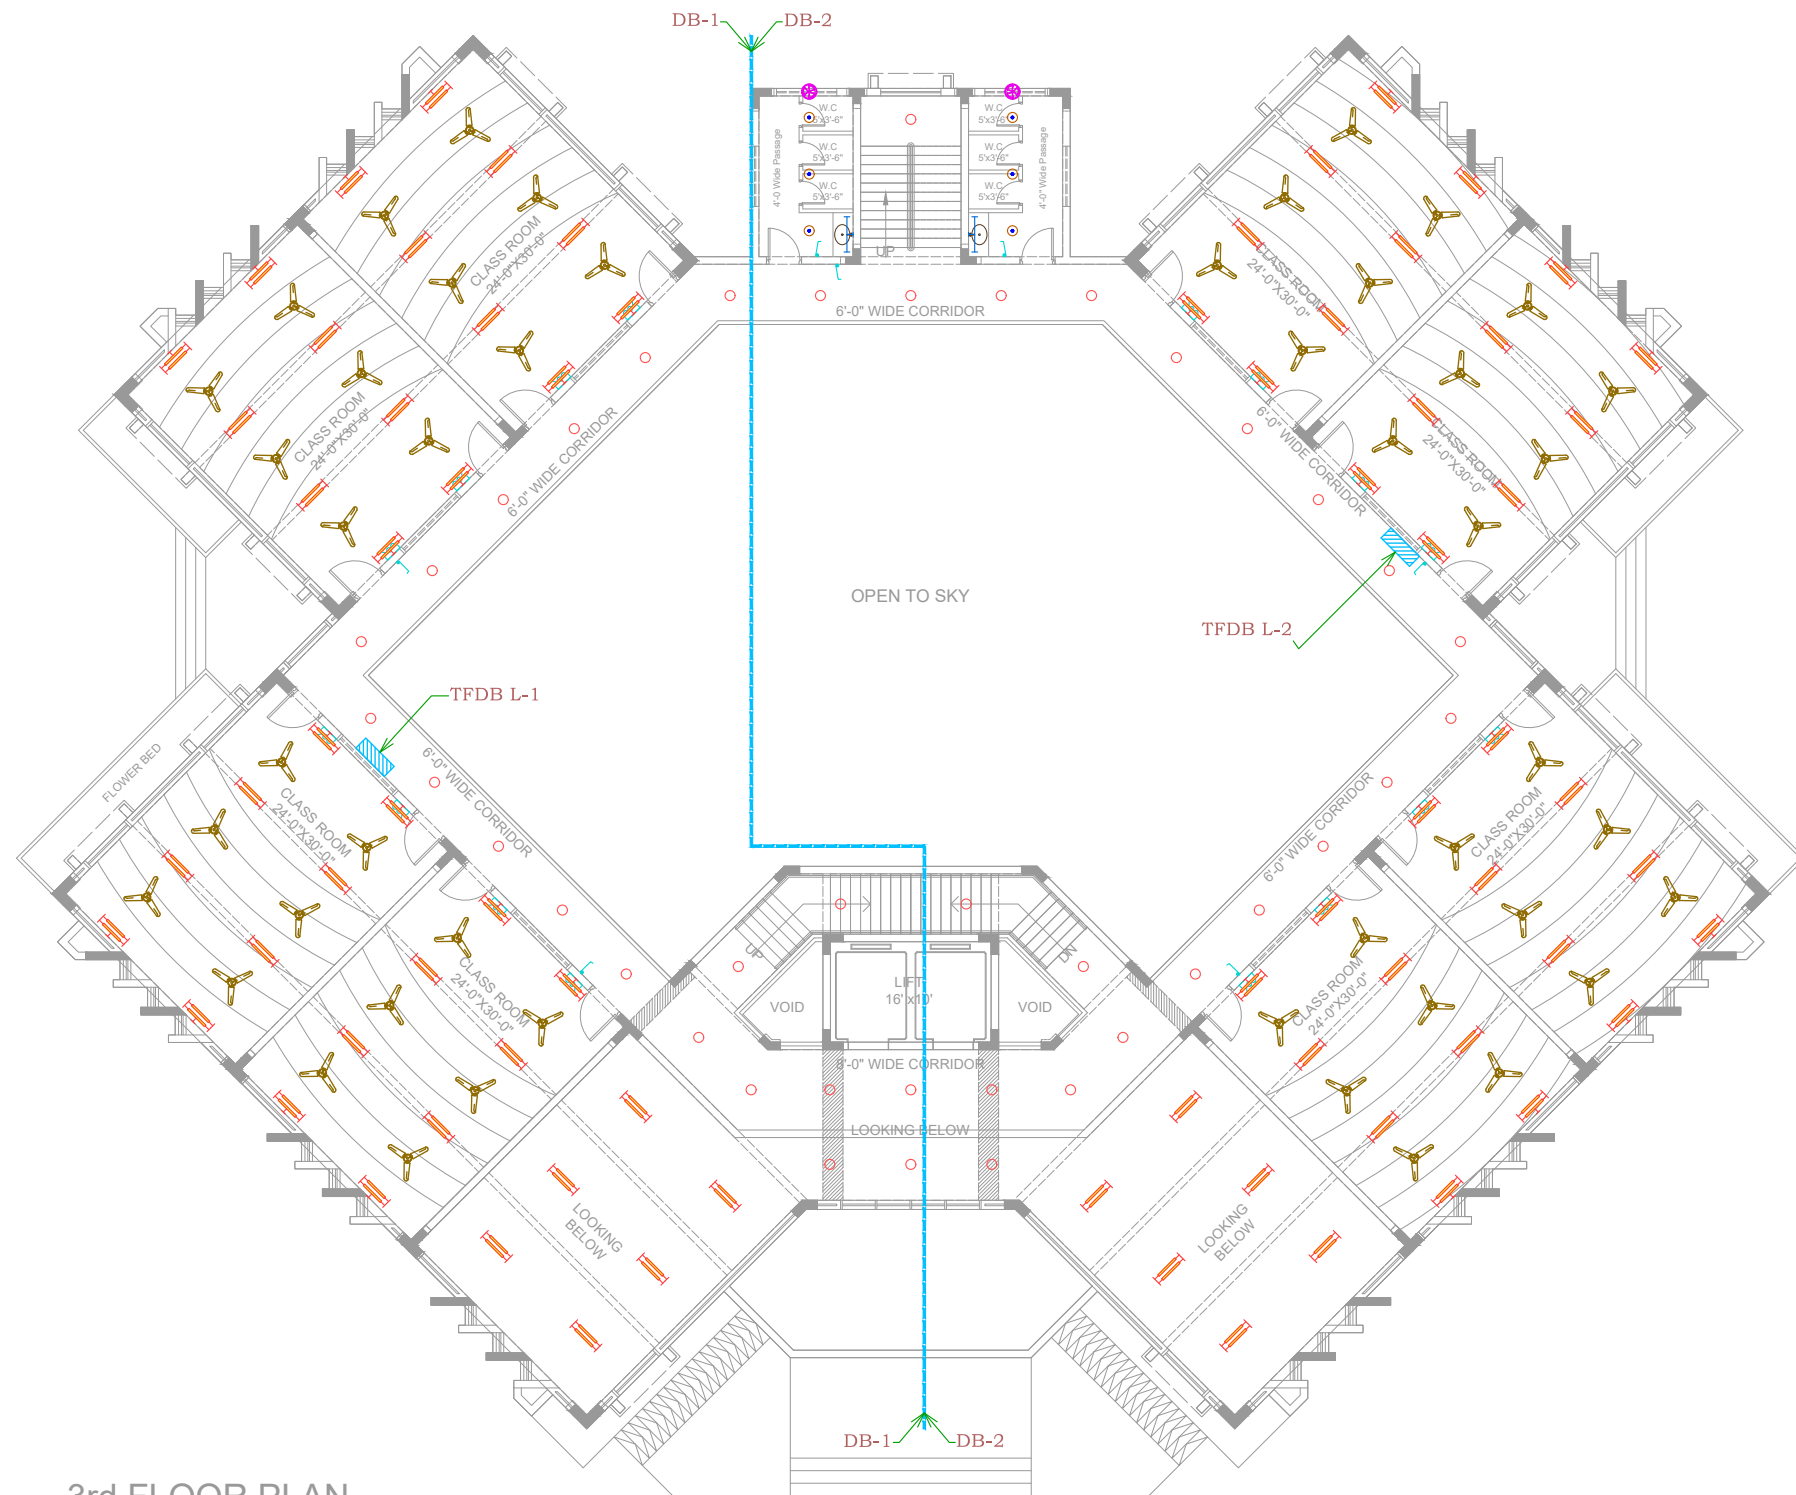 DB-1
DB-2
W.C
5'x3'-6"
W.C
5'x3'-6"
W.C
5'x3'-6"
4'-0 Wide Passage
W.C
5'x3'-6"
W.C
5'x3'-6"
W.C
5'x3'-6"
4'-0" Wide Passage
UP
CLASS ROOM
24'-0"X30'-0"
CLASS ROOM
24'-0"X30'-0"
6'-0" WIDE CORRIDOR
CLASS ROOM
24'-0"X30'-0"
CLASS ROOM
24'-0"X30'-0"
6'-0" WIDE CORRIDOR
6'-0" WIDE CORRIDOR
OPEN TO SKY
TFDB L-2
TFDB L-1
FLOWER BED
6'-0" WIDE CORRIDOR
6'-0" WIDE CORRIDOR
CLASS ROOM
24'-0"X30'-0"
CLASS ROOM
24'-0"X30'-0"
CLASS ROOM
24'-0"X30'-0"
CLASS ROOM
24'-0"X30'-0"
UP
DN
VOID
LIFT
16' x10'
VOID
8'-0" WIDE CORRIDOR
LOOKING BELOW
LOOKING
BELOW
LOOKING
BELOW
DB-1
DB-2
3rd FLOOR PLAN